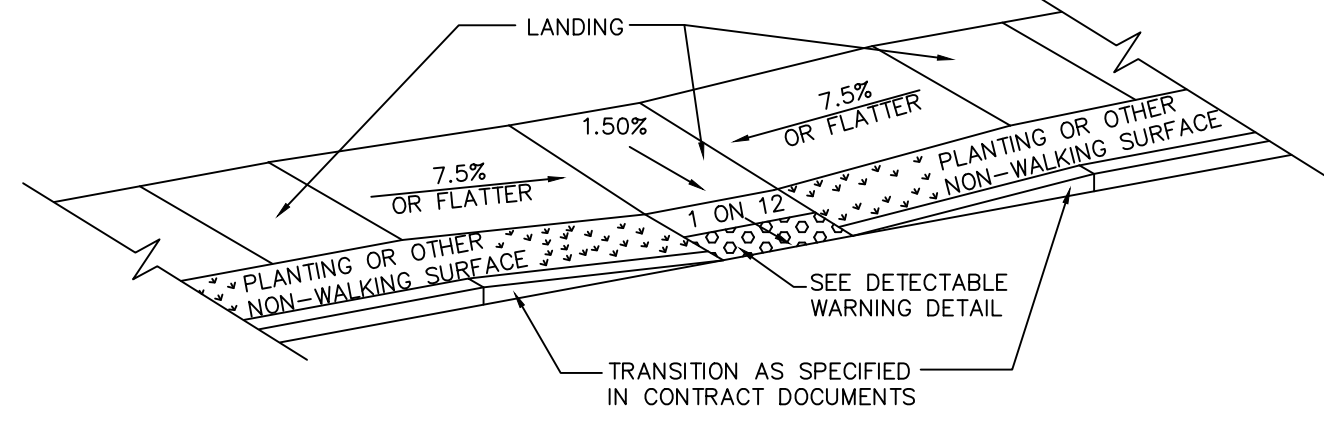 LANDING
1.50%
7.5%
OR FLATTER
7.5%
OR FLATTER
1 ON 12
PLANTING OR OTHER
NON-WALKING SURFACE
PLANTING OR OTHER
NON-WALKING SURFACE
SEE DETECTABLE
WARNING DETAIL
TRANSITION AS SPECIFIED
IN CONTRACT DOCUMENTS